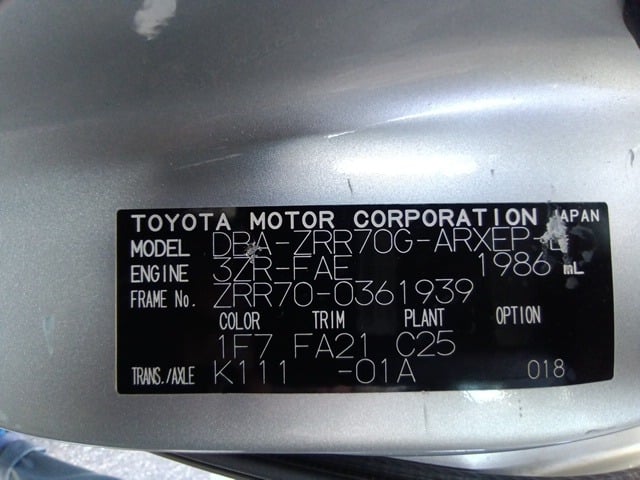 TOYOTA MOTOR CORPORATION JAPAN
MODEL DBA-ZRR70G-ARXEP-
ENGINE 3ZR-FAE 1986 mL
FRAME No. ZRR70-0361939
COLOR TRIM PLANT OPTION
1F7 FA21 C25
TRANS./AXLE K111 -01A 018